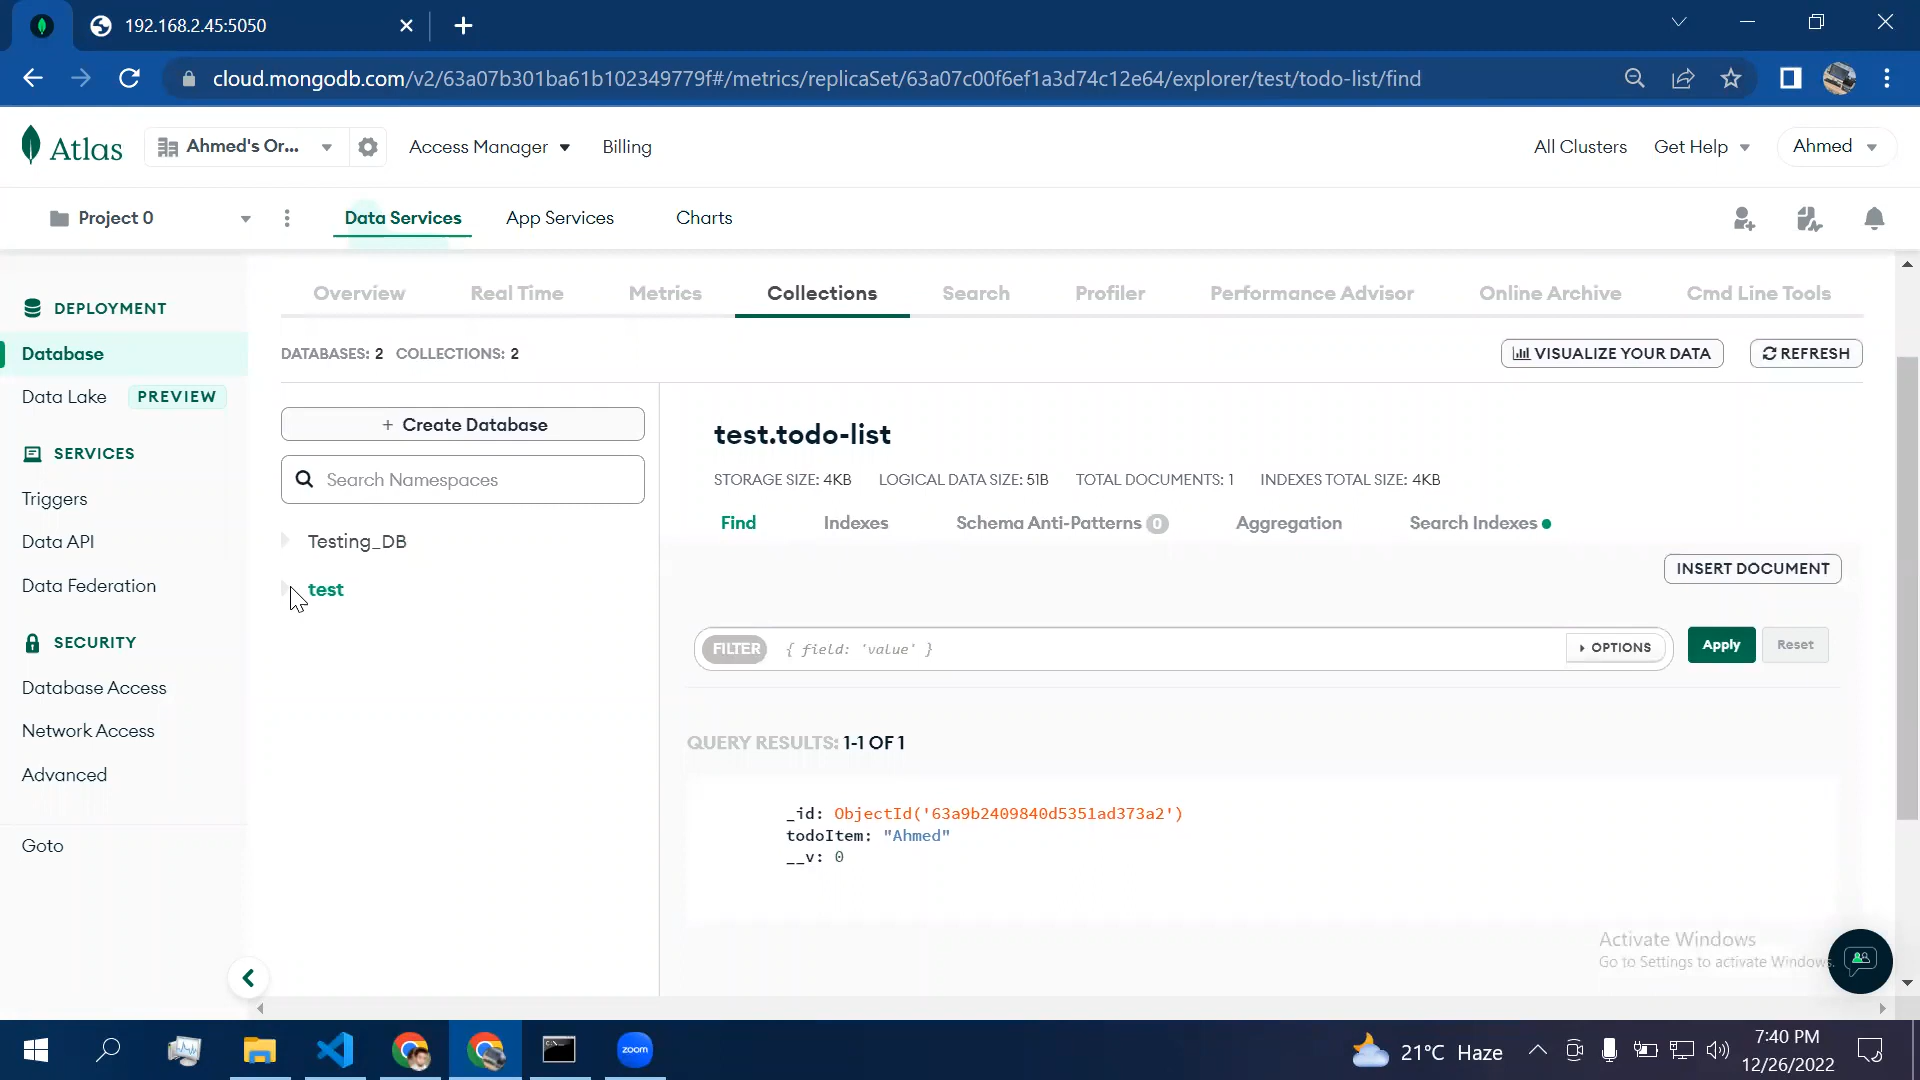 192.168.2.45:5050
cloud.mongodb.com/v2/63a07b301ba61b102349779f#/metrics/replicaSet/63a07c00f6ef1a3d74c12e64/explorer/test/todo-list/find
Atlas Ahmed's Or... Access Manager Billing All Clusters Get Help Ahmed
Project 0 Data Services App Services Charts
DEPLOYMENT
Database
Data Lake PREVIEW
SERVICES
Triggers
Data API
Data Federation
SECURITY
Database Access
Network Access
Advanced
Goto
Overview Real Time Metrics Collections Search Profiler Performance Advisor Online Archive Cmd Line Tools
DATABASES: 2 COLLECTIONS: 2 VISUALIZE YOUR DATA REFRESH
+ Create Database
Search Namespaces
Testing_DB
test
test.todo-list
STORAGE SIZE: 4KB LOGICAL DATA SIZE: 51B TOTAL DOCUMENTS: 1 INDEXES TOTAL SIZE: 4KB
Find Indexes Schema Anti-Patterns 0 Aggregation Search Indexes
INSERT DOCUMENT
FILTER { field: 'value' } OPTIONS Apply Reset
QUERY RESULTS: 1-1 OF 1
_id: ObjectId('63a9b2409840d5351ad373a2')
todoItem: "Ahmed"
__v: 0
Activate Windows
Go to Settings to activate Windows.
zoom
21°C Haze
7:40 PM
12/26/2022